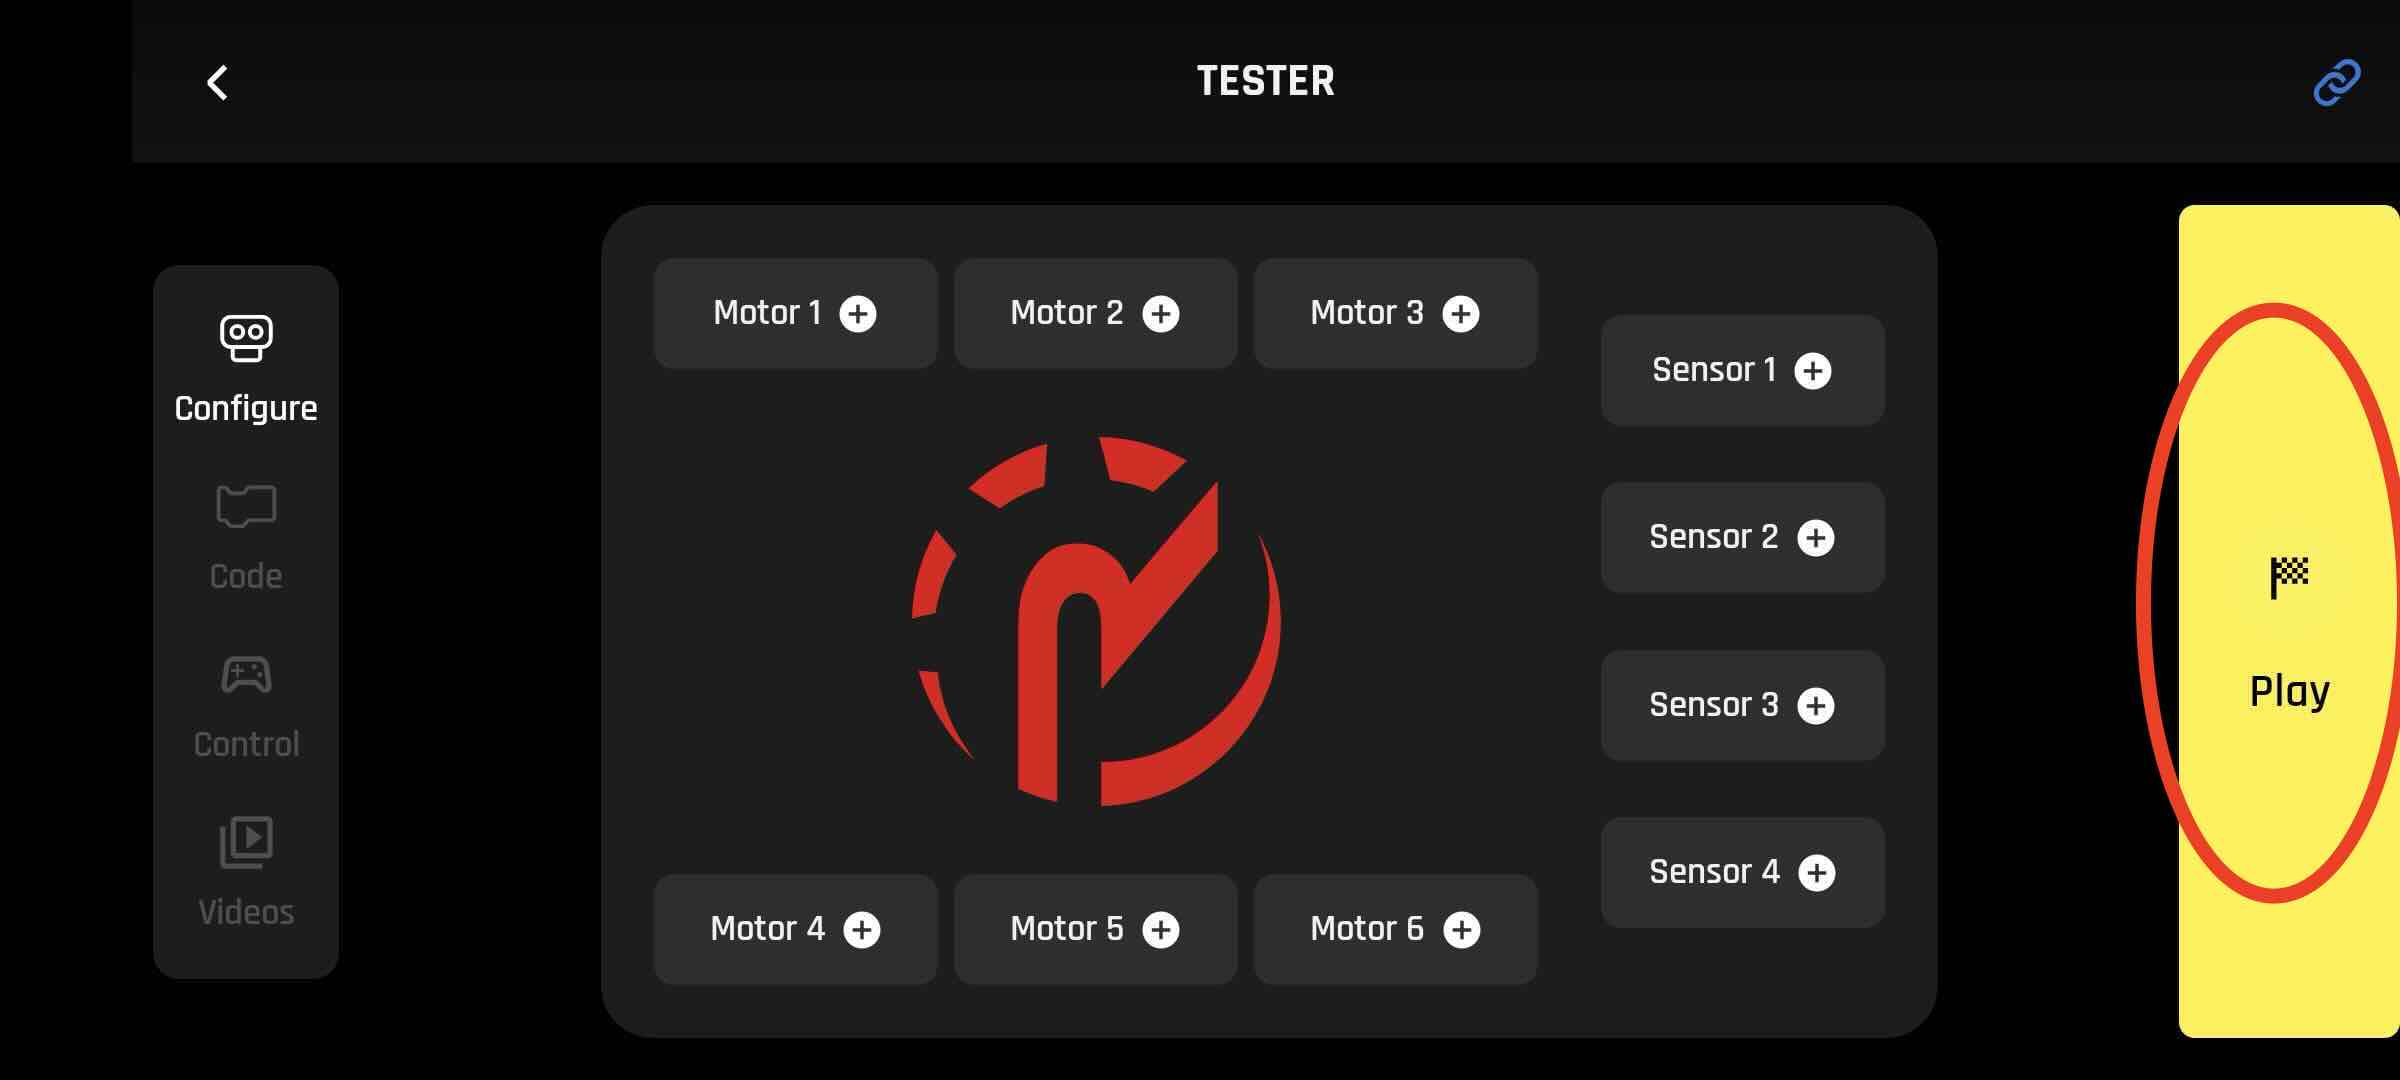 TESTER
Configure
Code
Control
Videos
Motor 1
Motor 2
Motor 3
Motor 4
Motor 5
Motor 6
Sensor 1
Sensor 2
Sensor 3
Sensor 4
Play